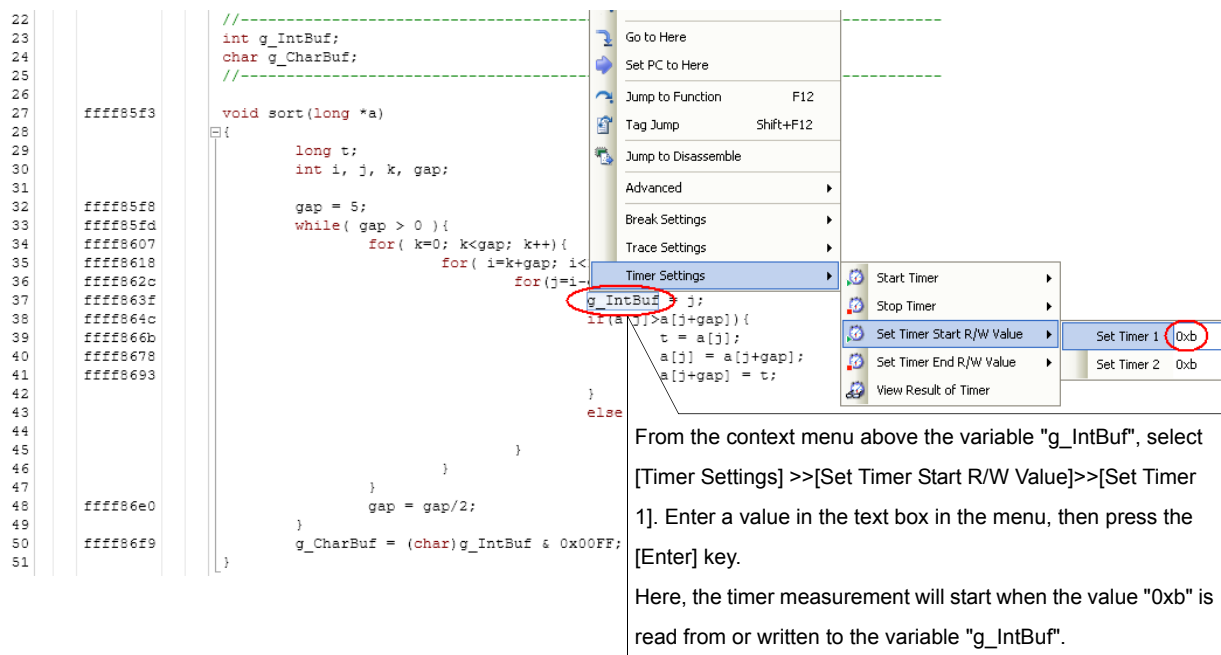 22 //---------------------------------------------------------------------------
23 int g_IntBuf;
24 char g_CharBuf;
25 //---------------------------------------------------------------------------
26
27 ffff85f3 void sort(long *a)
28 {
29 long t;
30 int i, j, k, gap;
31
32 ffff85f8 gap = 5;
33 ffff85fd while( gap > 0 ){
34 ffff8607 for( k=0; k<gap; k++){
35 ffff8618 for( i=k+gap; i<
36 ffff862c for(j=i-
37 ffff863f g_IntBuf = j;
38 ffff864c if(a[j]>a[j+gap]){
39 ffff866b t = a[j];
40 ffff8678 a[j] = a[j+gap];
41 ffff8693 a[j+gap] = t;
42 }
43 else
44
45 }
46 }
47 }
48 ffff86e0 gap = gap/2;
49 }
50 ffff86f9 g_CharBuf = (char)g_IntBuf & 0x00FF;
51 }
Go to Here
Set PC to Here
Jump to Function F12
Tag Jump Shift+F12
Jump to Disassemble
Advanced
Break Settings
Trace Settings
Timer Settings
Start Timer
Stop Timer
Set Timer Start R/W Value
Set Timer End R/W Value
View Result of Timer
Set Timer 1 0xb
Set Timer 2 0xb
From the context menu above the variable "g_IntBuf", select
[Timer Settings] >>[Set Timer Start R/W Value]>>[Set Timer
1]. Enter a value in the text box in the menu, then press the
[Enter] key.
Here, the timer measurement will start when the value "0xb" is
read from or written to the variable "g_IntBuf".